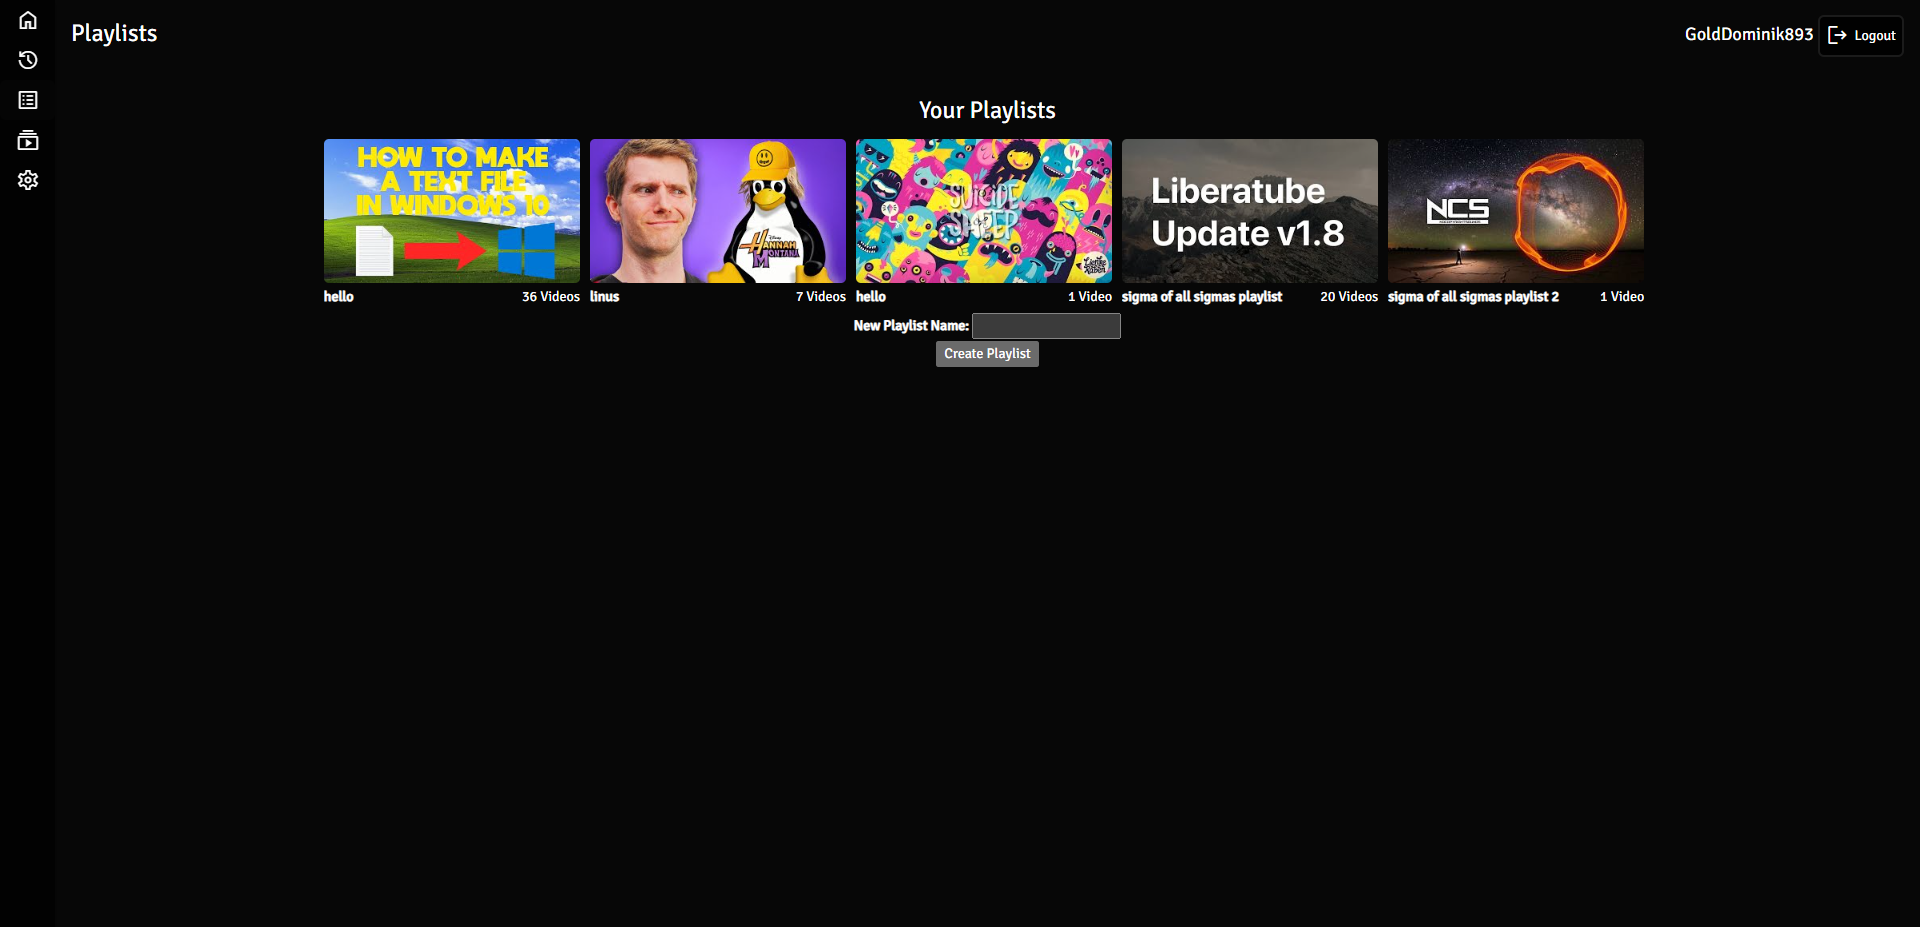 Playlists
GoldDominik893
Logout
Your Playlists
HOW TO MAKE
A TEXT FILE
IN WINDOWS 10
Disney
HANNAH
MONTANA
SUICIDE
SHEEP
Liberatube
Update v1.8
NCS
hello
36 Videos
linus
7 Videos
hello
1 Video
sigma of all sigmas playlist
20 Videos
sigma of all sigmas playlist 2
1 Video
New Playlist Name:
Create Playlist